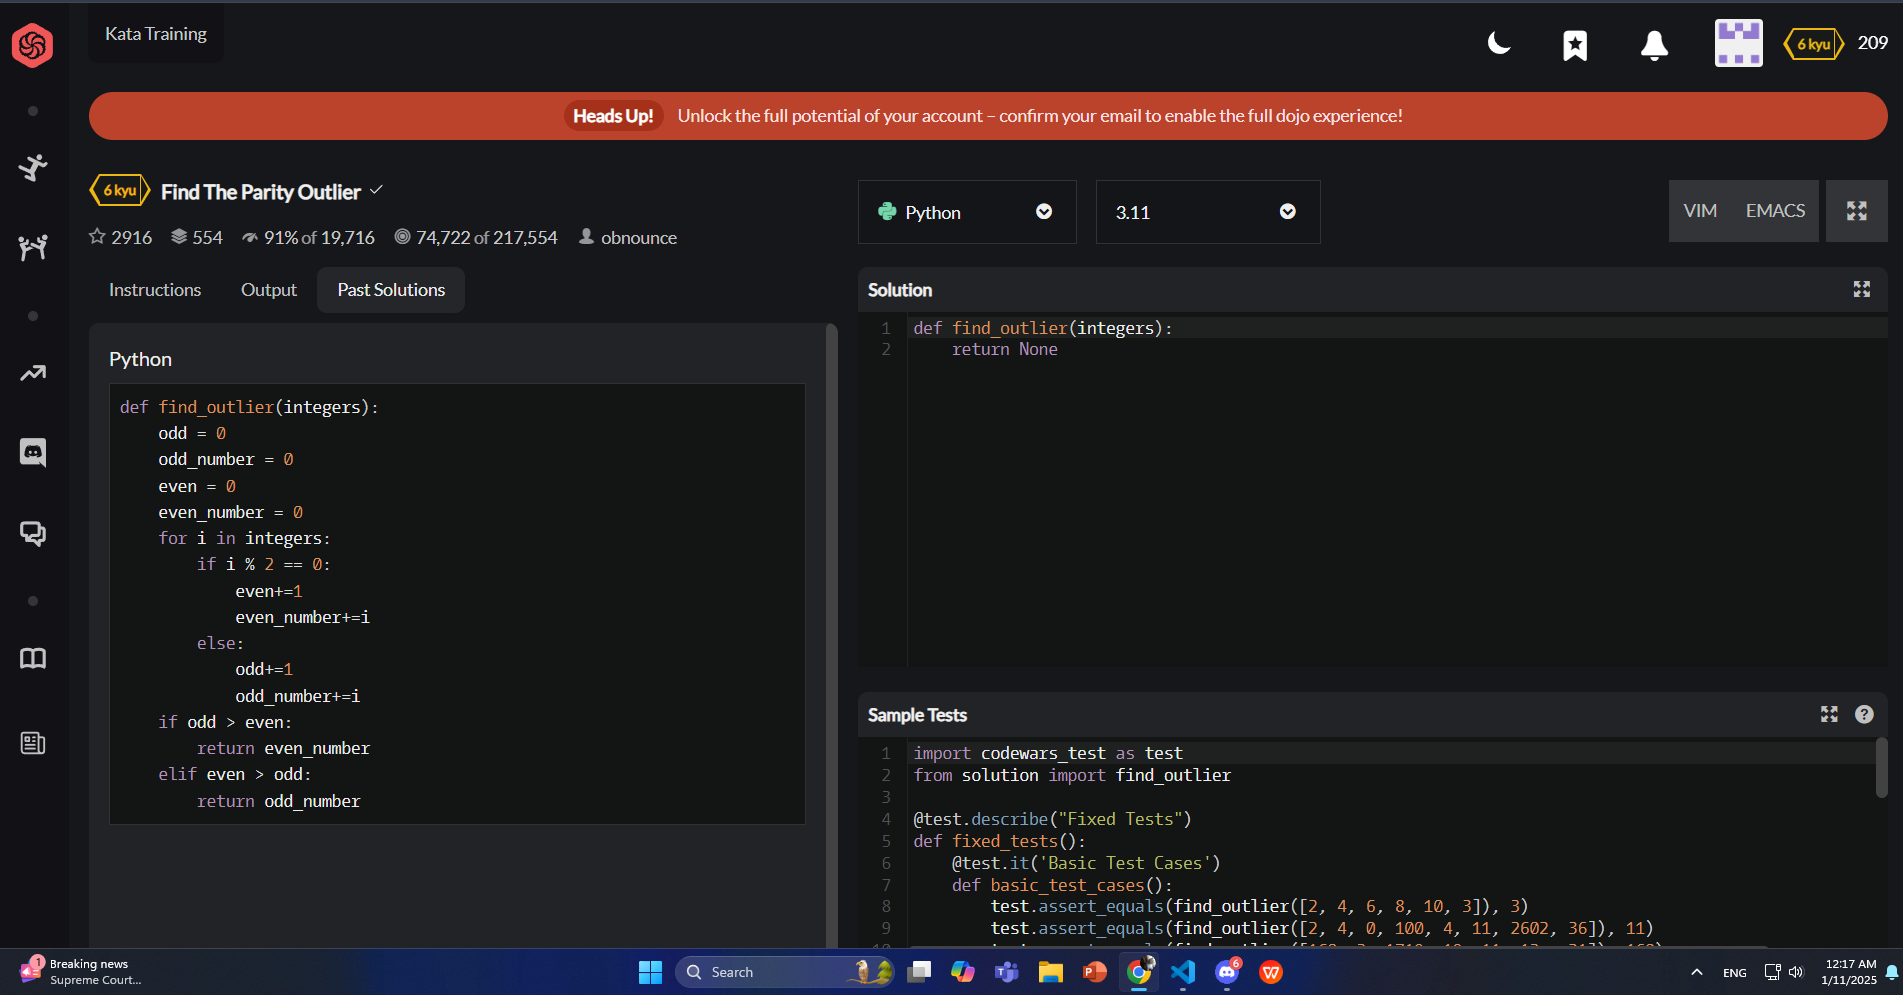 Kata Training
6 kyu
209
Heads Up! Unlock the full potential of your account – confirm your email to enable the full dojo experience!
6 kyu Find The Parity Outlier
2916 554 91% of 19,716 74,722 of 217,554 obnounce
Instructions Output Past Solutions
Python
def find_outlier(integers):
    odd = 0
    odd_number = 0
    even = 0
    even_number = 0
    for i in integers:
        if i % 2 == 0:
            even+=1
            even_number+=i
        else:
            odd+=1
            odd_number+=i
    if odd > even:
        return even_number
    elif even > odd:
        return odd_number
Python 3.11
VIM EMACS
Solution
1 def find_outlier(integers):
2     return None
Sample Tests
1 import codewars_test as test
2 from solution import find_outlier
3
4 @test.describe("Fixed Tests")
5 def fixed_tests():
6     @test.it('Basic Test Cases')
7     def basic_test_cases():
8         test.assert_equals(find_outlier([2, 4, 6, 8, 10, 3]), 3)
9         test.assert_equals(find_outlier([2, 4, 0, 100, 4, 11, 2602, 36]), 11)
1
Breaking news
Supreme Court...
Search
6
ENG
12:17 AM
1/11/2025